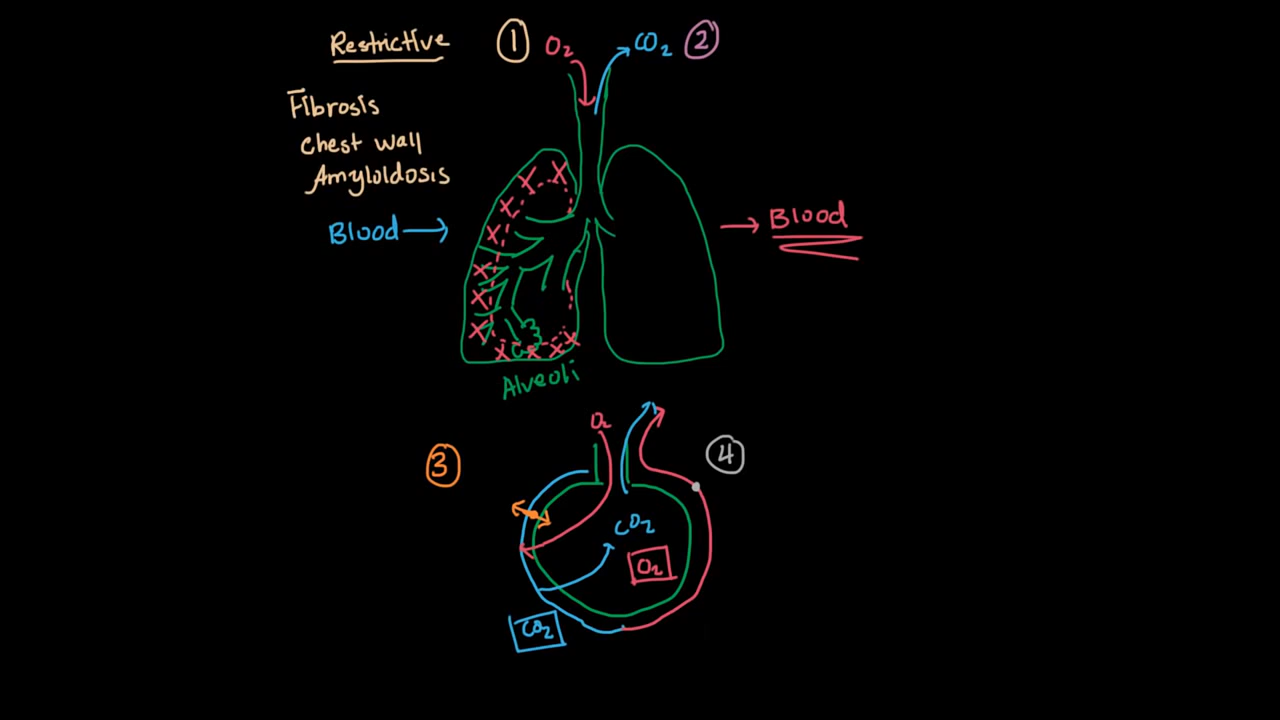 Restrictive
1 O2 CO2 2
Fibrosis
Chest wall
Amyloidosis
Blood
Blood
Alveoli
O2
3
4
CO2
O2
CO2